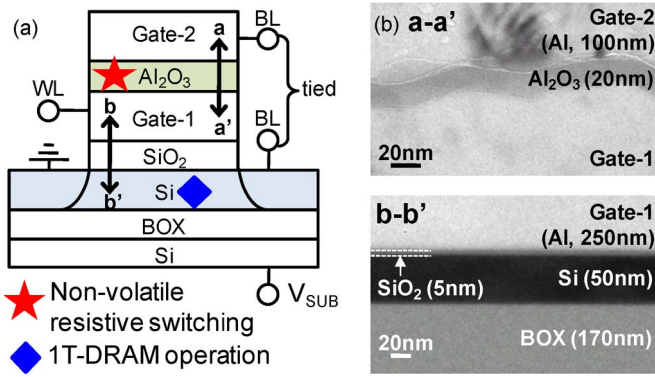 (a)
Gate-2
a
BL
Al₂O₃
tied
WL
b
Gate-1
a'
BL
SiO₂
Si
b'
BOX
Si
V_SUB
Non-volatile
resistive switching
1T-DRAM operation
(b) a-a'
Gate-2
(Al, 100nm)
Al₂O₃ (20nm)
20nm
Gate-1
b-b'
Gate-1
(Al, 250nm)
SiO₂ (5nm)
Si (50nm)
20nm
BOX (170nm)